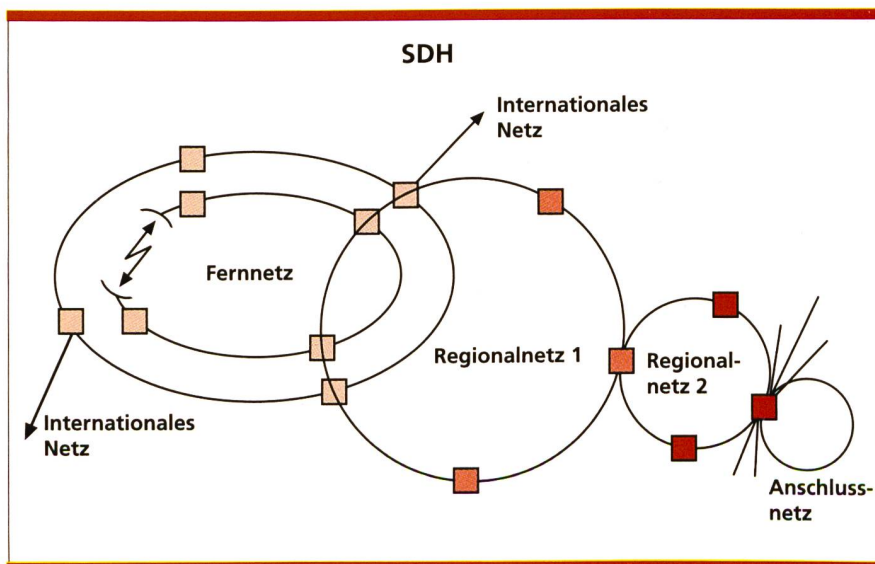 SDH
Internationales
Netz
Fernnetz
Regionalnetz 1
Regional-
netz 2
Internationales
Netz
Anschluss-
netz